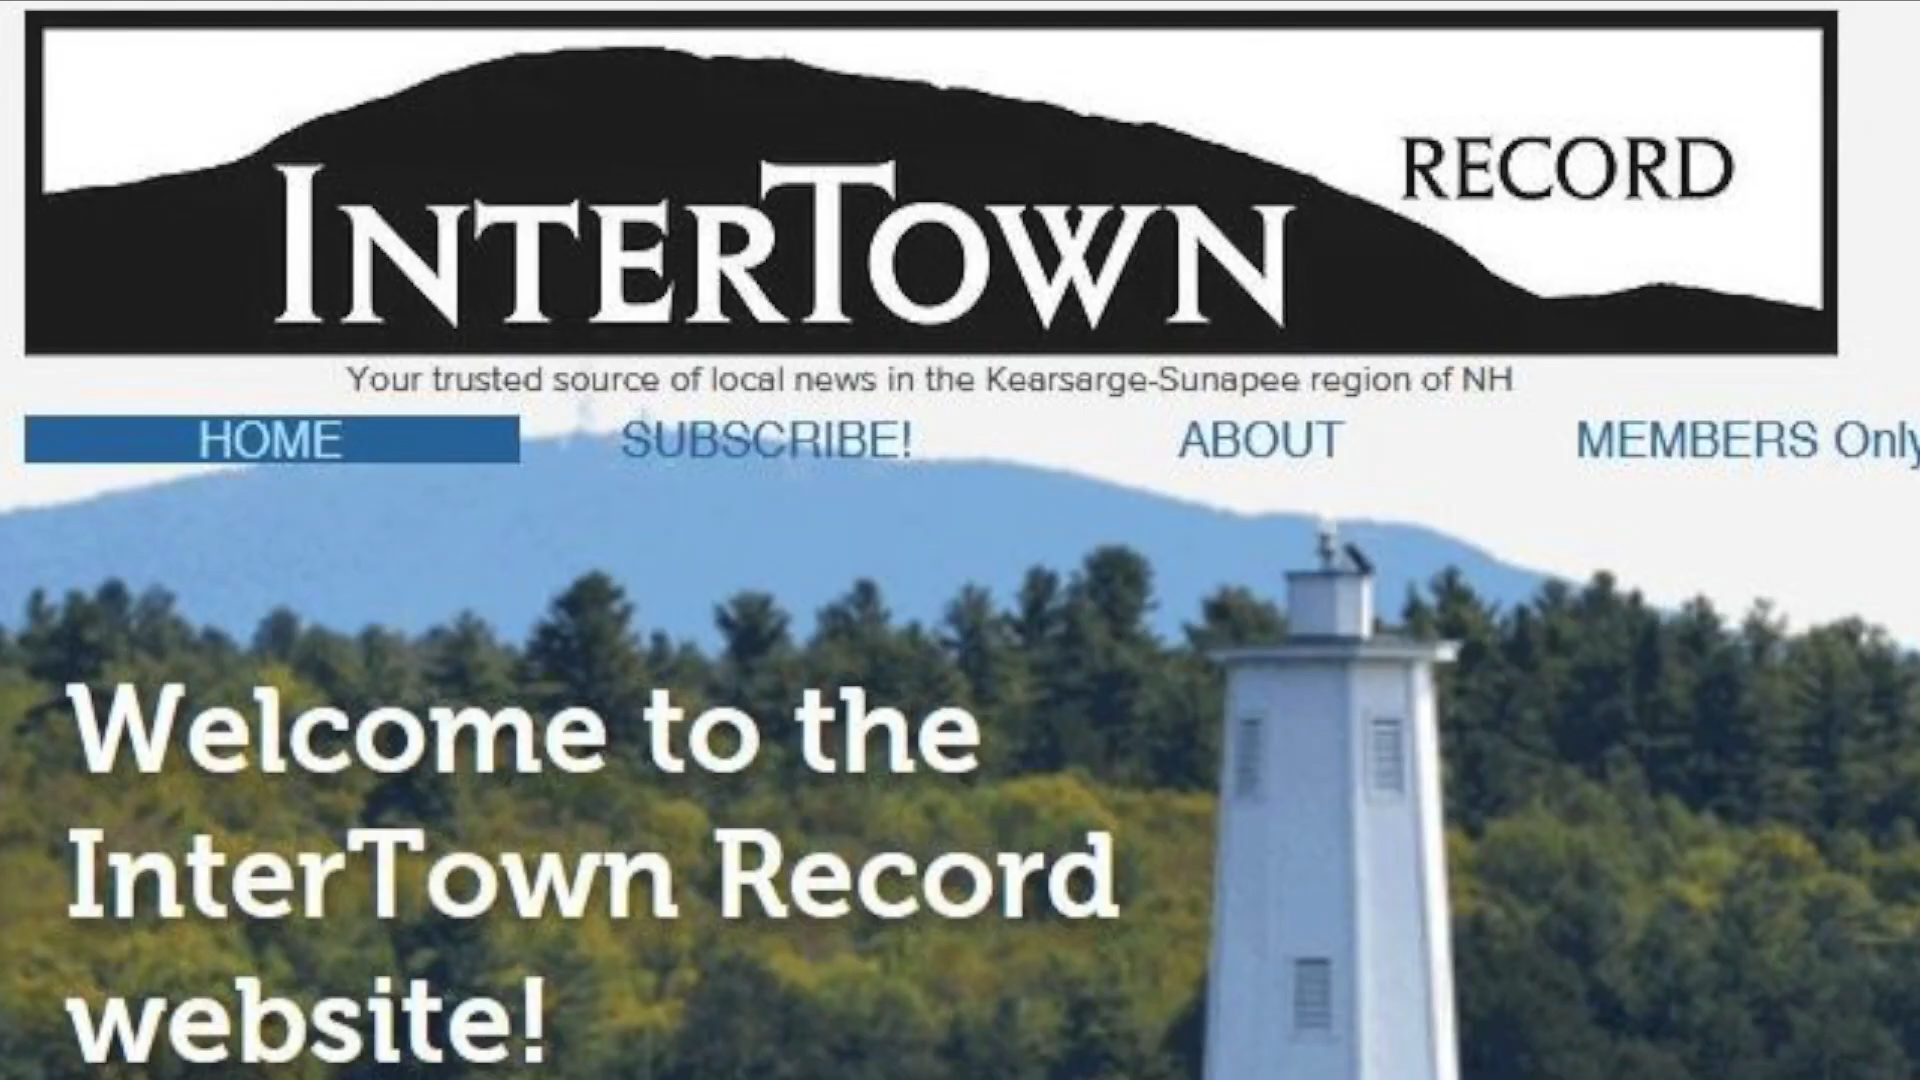 INTERTOWN RECORD
Your trusted source of local news in the Kearsarge-Sunapee region of NH
HOME SUBSCRIBE! ABOUT MEMBERS Only
Welcome to the
InterTown Record
website!